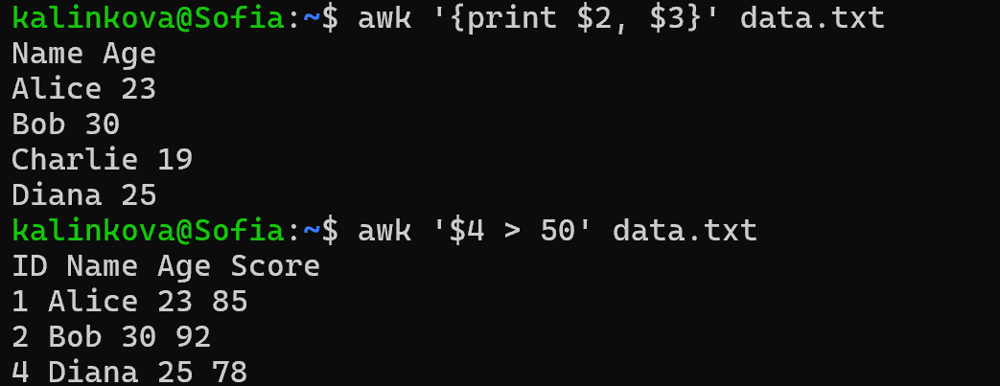 kalinkova@Sofia:~$ awk '{print $2, $3}' data.txt
Name Age
Alice 23
Bob 30
Charlie 19
Diana 25
kalinkova@Sofia:~$ awk '$4 > 50' data.txt
ID Name Age Score
1 Alice 23 85
2 Bob 30 92
4 Diana 25 78